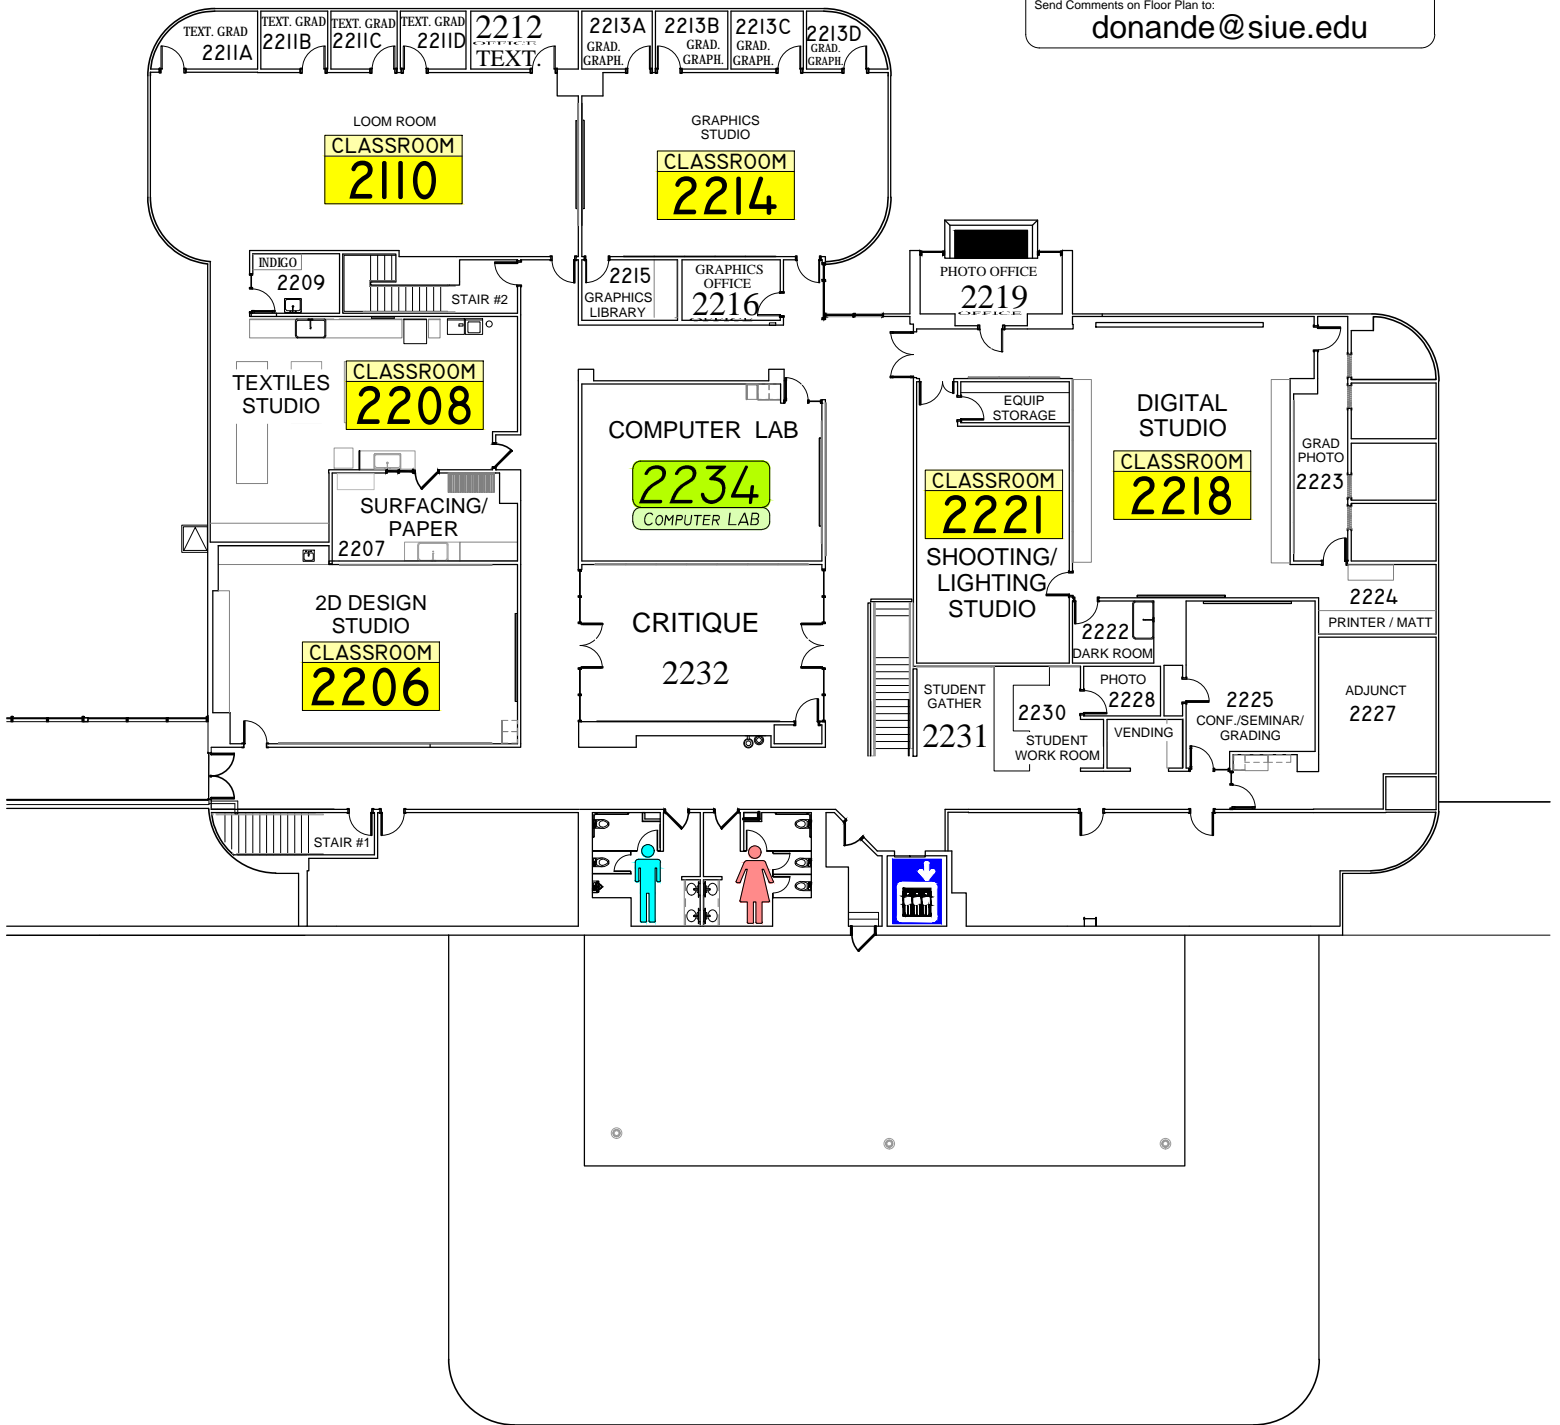 Send Comments on Floor Plan to:
donande@siue.edu
TEXT. GRAD
2211A
TEXT. GRAD
2211B
TEXT. GRAD
2211C
TEXT. GRAD
2211D
2212
OFFICE
TEXT.
2213A
GRAD.
GRAPH.
2213B
GRAD.
GRAPH.
2213C
GRAD.
GRAPH.
2213D
GRAD.
GRAPH.
LOOM ROOM
CLASSROOM
2110
GRAPHICS
STUDIO
CLASSROOM
2214
INDIGO
2209
STAIR #2
2215
GRAPHICS
LIBRARY
GRAPHICS
OFFICE
2216
OFFICE
PHOTO OFFICE
2219
OFFICE
TEXTILES
STUDIO
CLASSROOM
2208
COMPUTER LAB
2234
COMPUTER LAB
EQUIP
STORAGE
CLASSROOM
2221
SHOOTING/
LIGHTING
STUDIO
DIGITAL
STUDIO
CLASSROOM
2218
GRAD
PHOTO
2223
SURFACING/
PAPER
2207
2D DESIGN
STUDIO
CLASSROOM
2206
CRITIQUE
2232
2222
DARK ROOM
2224
PRINTER / MATT
STUDENT
GATHER
2231
2230
STUDENT
WORK ROOM
PHOTO
2228
VENDING
2225
CONF./SEMINAR/
GRADING
ADJUNCT
2227
STAIR #1